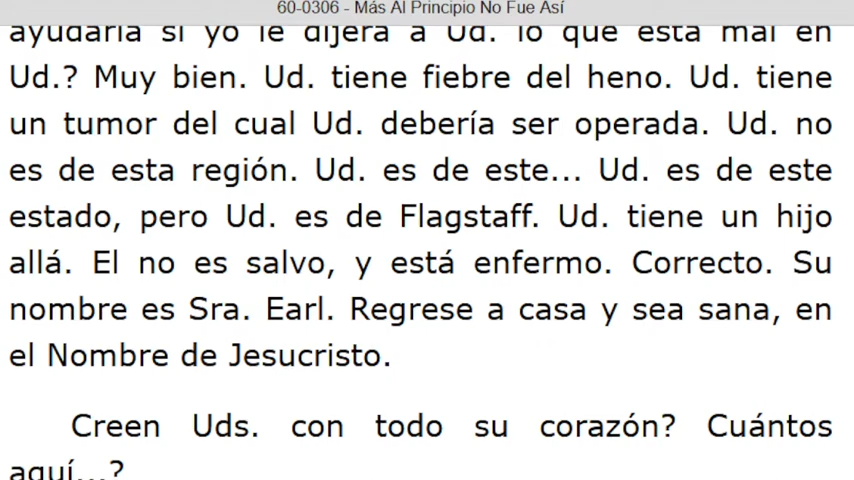 60-0306 - Más Al Principio No Fue Así
ayudaría si yo le dijera a Ud. lo que está mal en
Ud.? Muy bien. Ud. tiene fiebre del heno. Ud. tiene
un tumor del cual Ud. debería ser operada. Ud. no
es de esta región. Ud. es de este... Ud. es de este
estado, pero Ud. es de Flagstaff. Ud. tiene un hijo
allá. El no es salvo, y está enfermo. Correcto. Su
nombre es Sra. Earl. Regrese a casa y sea sana, en
el Nombre de Jesucristo.
Creen Uds. con todo su corazón? Cuántos
aquí...?